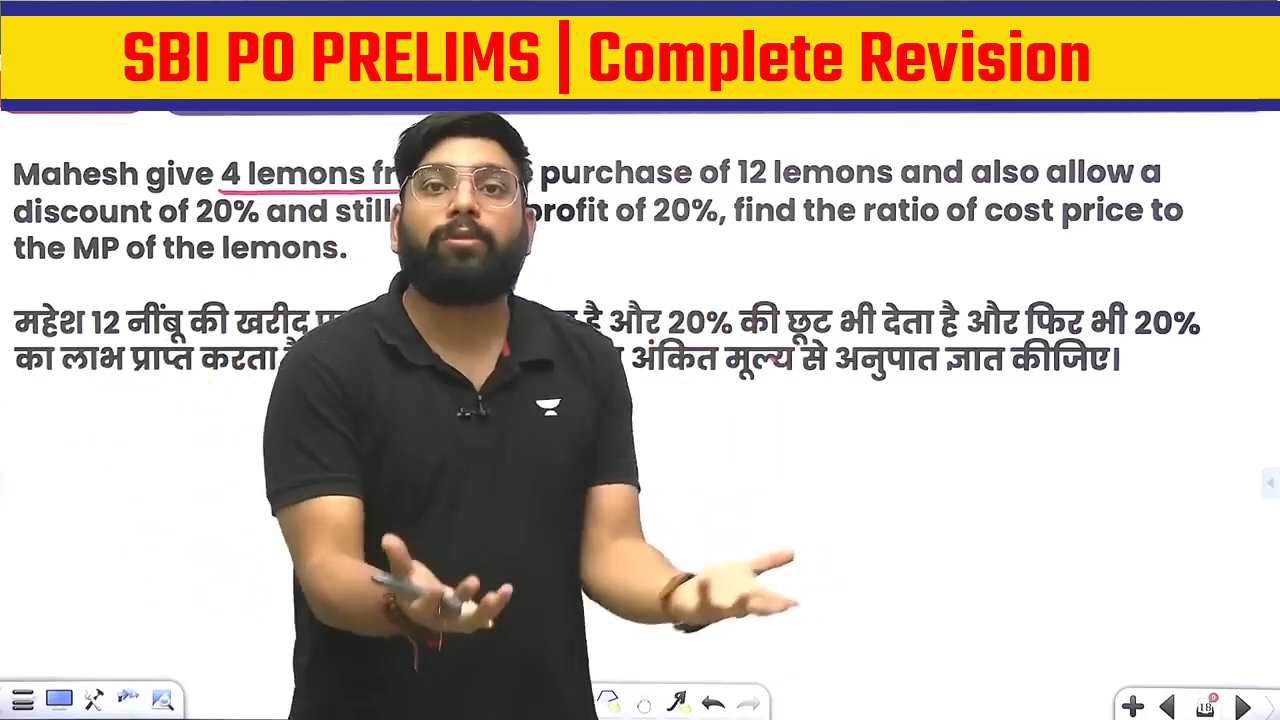 SBI PO PRELIMS | Complete Revision
Mahesh give 4 lemons purchase of 12 lemons and also allow a
discount of 20% and still profit of 20%, find the ratio of cost price to
the MP of the lemons.
महेश 12 नींबू की खरीद है और 20% की छूट भी देता है और फिर भी 20%
का लाभ प्राप्त करता अंकित मूल्य से अनुपात ज्ञात कीजिए।
18